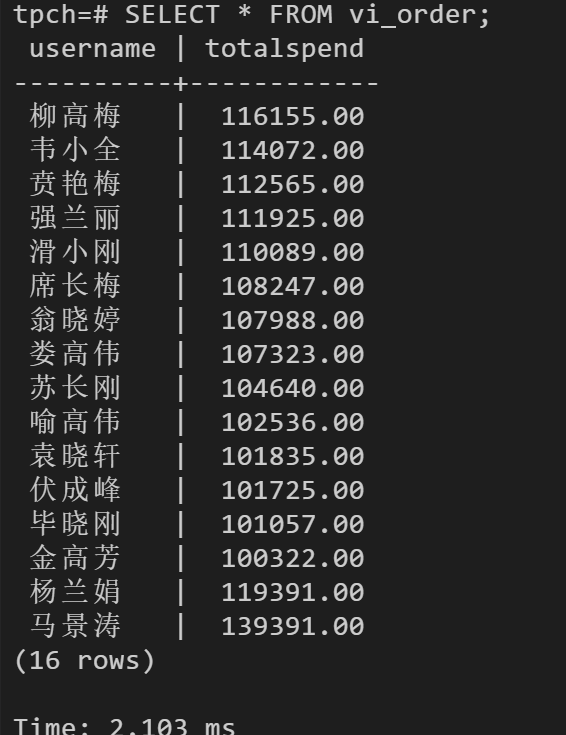 tpch=# SELECT * FROM vi_order;
username | totalspend
----------+------------
柳高梅 | 116155.00
韦小全 | 114072.00
贲艳梅 | 112565.00
强兰丽 | 111925.00
滑小刚 | 110089.00
席长梅 | 108247.00
翁晓婷 | 107988.00
娄高伟 | 107323.00
苏长刚 | 104640.00
喻高伟 | 102536.00
袁晓轩 | 101835.00
伏成峰 | 101725.00
毕晓刚 | 101057.00
金高芳 | 100322.00
杨兰娟 | 119391.00
马景涛 | 139391.00
(16 rows)
Time: 2.103 ms